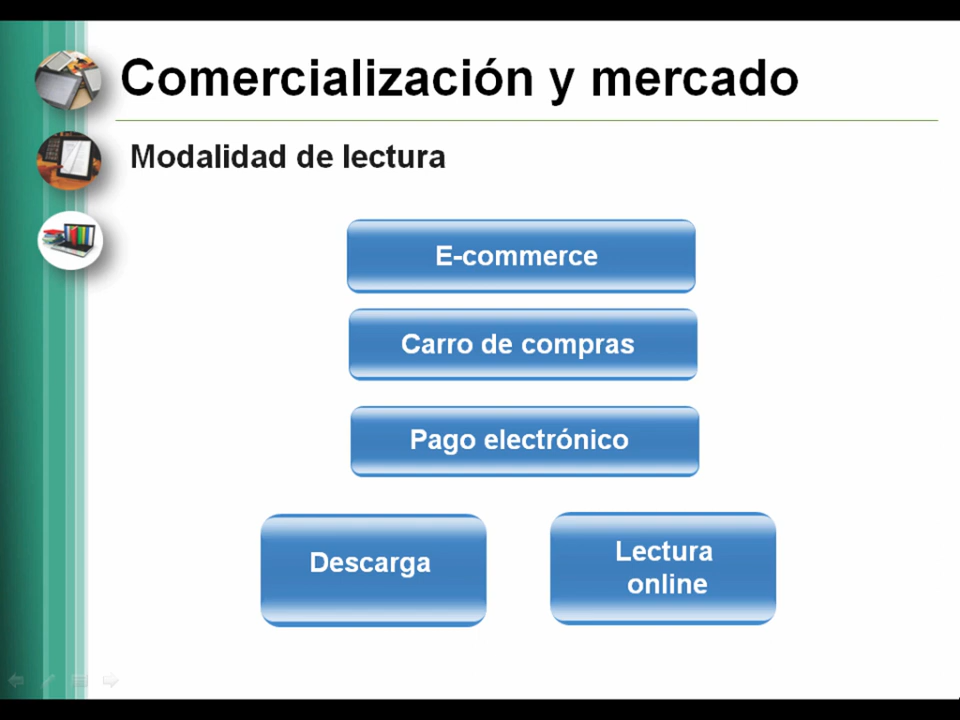 Comercialización y mercado
Modalidad de lectura
E-commerce
Carro de compras
Pago electrónico
Descarga
Lectura
online